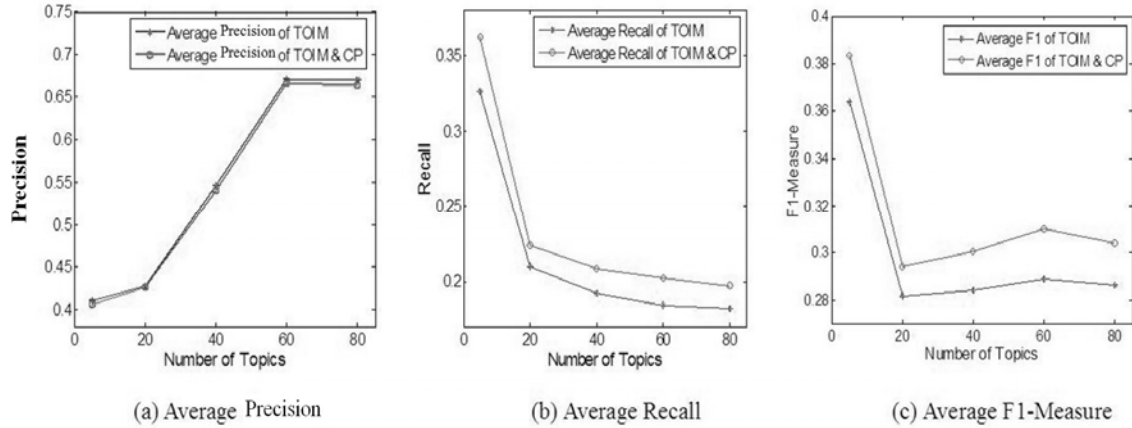 0.75
0.7
0.65
0.6
0.55
0.5
0.45
0.4
Precision
Average Precision of TOIM
Average Precision of TOIM & CP
0 20 40 60 80
Number of Topics
(a) Average Precision
0.35
0.3
0.25
0.2
Recall
Average Recall of TOIM
Average Recall of TOIM & CP
0 20 40 60 80
Number of Topics
(b) Average Recall
0.4
0.38
0.36
0.34
0.32
0.3
0.28
F1-Measure
Average F1 of TOIM
Average F1 of TOIM & CP
0 20 40 60 80
Number of Topics
(c) Average F1-Measure